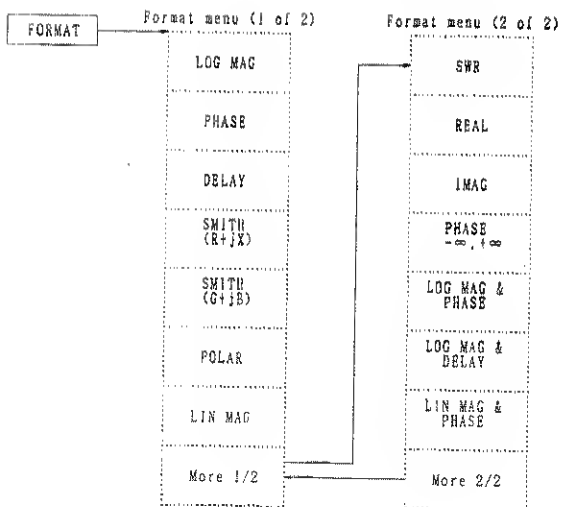 FORMAT
Format menu (1 of 2)
LOG MAG
PHASE
DELAY
SMITH
(R+jX)
SMITH
(G+jB)
POLAR
LIN MAG
More 1/2
Format menu (2 of 2)
SWR
REAL
IMAG
PHASE
-∞,+∞
LOG MAG &
PHASE
LOG MAG &
DELAY
LIN MAG &
PHASE
More 2/2